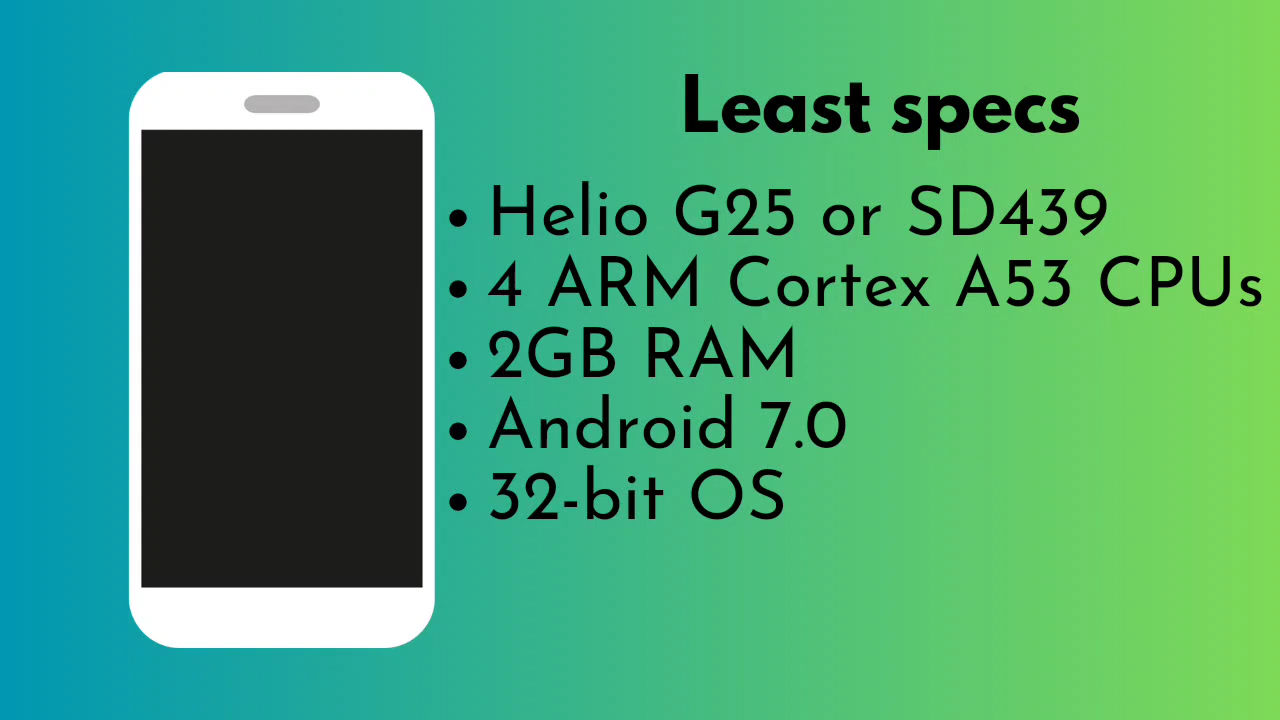 Least specs
• Helio G25 or SD439
• 4 ARM Cortex A53 CPUs
• 2GB RAM
• Android 7.0
• 32-bit OS